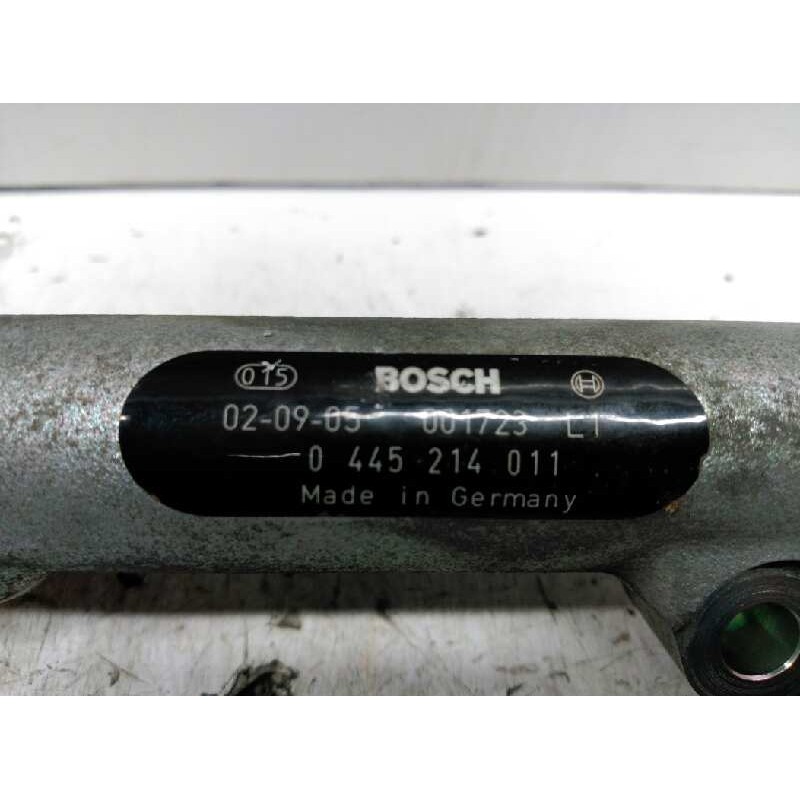 015 BOSCH
02-09-05 001723 L1
0 445 214 011
Made in Germany